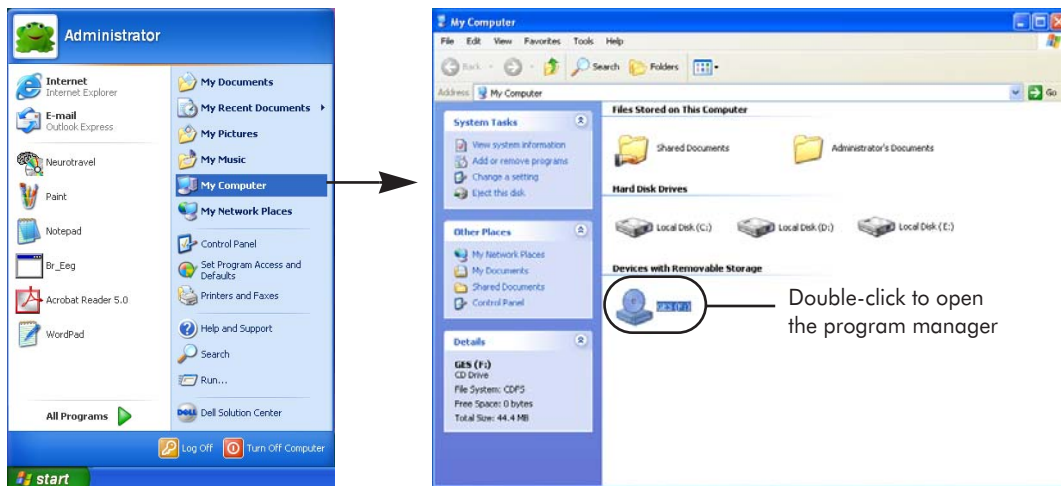 Administrator
Internet
Internet Explorer
E-mail
Outlook Express
Neurotravel
Paint
Notepad
Br_Eeg
Acrobat Reader 5.0
WordPad
All Programs
My Documents
My Recent Documents
My Pictures
My Music
My Computer
My Network Places
Control Panel
Set Program Access and
Defaults
Printers and Faxes
Help and Support
Search
Run...
Dell Solution Center
Log Off Turn Off Computer
start
My Computer
File Edit View Favorites Tools Help
Back Search Folders
Address My Computer Go
System Tasks
View system information
Add or remove programs
Change a setting
Eject this disk
Other Places
My Network Places
My Documents
Shared Documents
Control Panel
Details
GES (F:)
CD Drive
File System: CDFS
Free Space: 0 bytes
Total Size: 44.4 MB
Files Stored on This Computer
Shared Documents Administrator's Documents
Hard Disk Drives
Local Disk (C:) Local Disk (D:) Local Disk (E:)
Devices with Removable Storage
GES (F:)
Double-click to open
the program manager